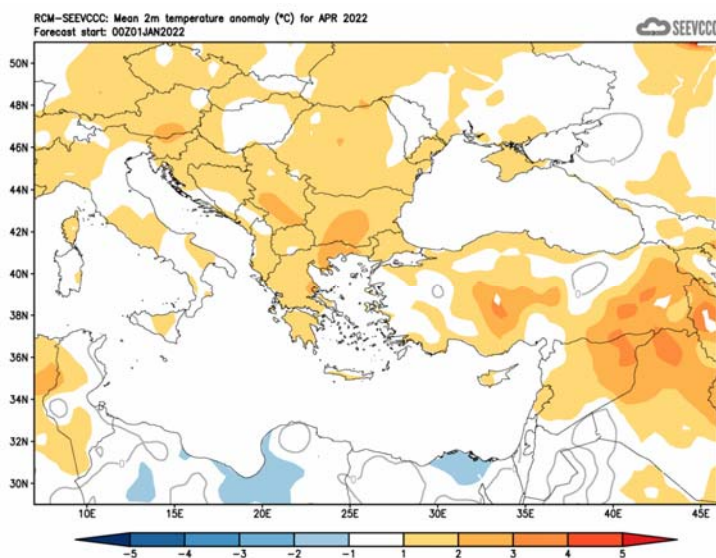 RCM-SEEVCCC: Mean 2m temperature anomaly (°C) for APR 2022
Forecast start: 00Z01JAN2022
SEEVCCC
50N
48N
46N
44N
42N
40N
38N
36N
34N
32N
30N
10E 15E 20E 25E 30E 35E 40E 45E
-5 -4 -3 -2 -1 1 2 3 4 5